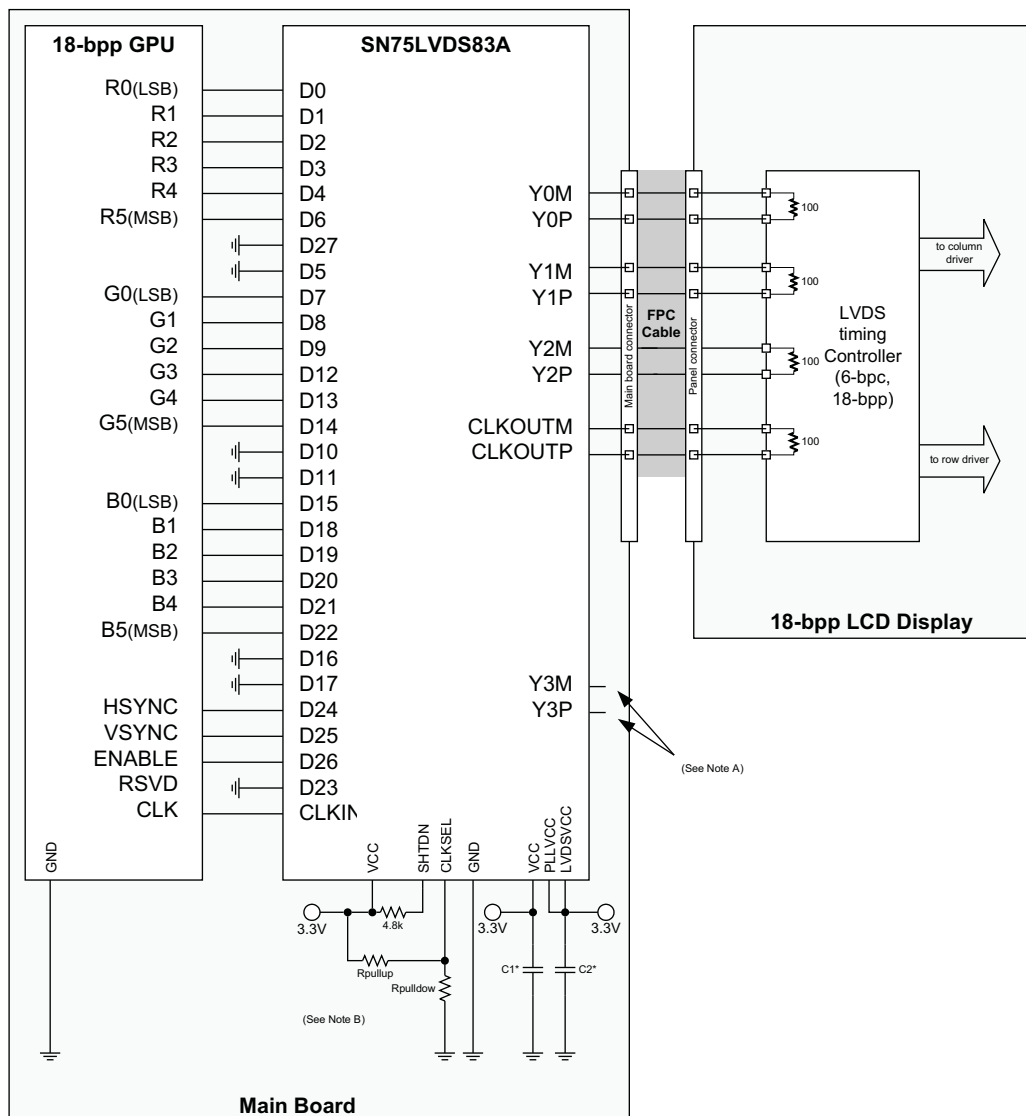 18-bpp GPU
R0(LSB)
R1
R2
R3
R4
R5(MSB)
G0(LSB)
G1
G2
G3
G4
G5(MSB)
B0(LSB)
B1
B2
B3
B4
B5(MSB)
HSYNC
VSYNC
ENABLE
RSVD
CLK
GND
SN75LVDS83A
D0
D1
D2
D3
D4
D6
D27
D5
D7
D8
D9
D12
D13
D14
D10
D11
D15
D18
D19
D20
D21
D22
D16
D17
D24
D25
D26
D23
CLKIN
Y0M
Y0P
Y1M
Y1P
Y2M
Y2P
CLKOUTM
CLKOUTP
Y3M
Y3P
(See Note A)
VCC
SHTDN
CLKSEL
GND
VCC
PLLVCC
LVDSVCC
3.3V
4.8k
3.3V
3.3V
Rpullup
Rpulldow
C1*
C2*
(See Note B)
Main Board
Main board connector
FPC
Cable
Panel connector
100
100
100
100
LVDS
timing
Controller
(6-bpc,
18-bpp)
to column
driver
to row driver
18-bpp LCD Display